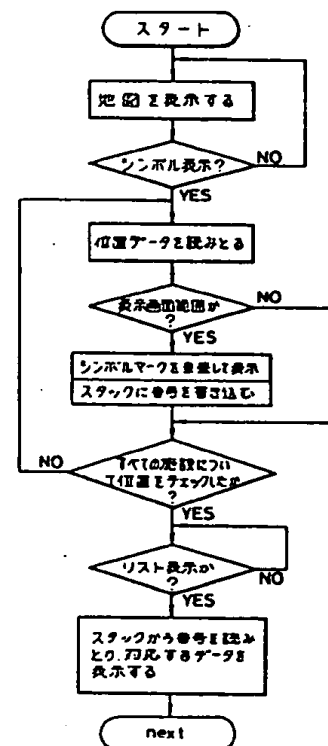 スタート
地図を表示する
シンボル表示?
NO
YES
位置データを読みとる
表示画面範囲か
?
NO
YES
シンボルマークを重畳して表示
スタックに番号を書き込む
すべての施設につい
て位置をチェックしたか
?
NO
YES
リスト表示か
?
NO
YES
スタックから番号を読み
とり、対応するデータを
表示する
next